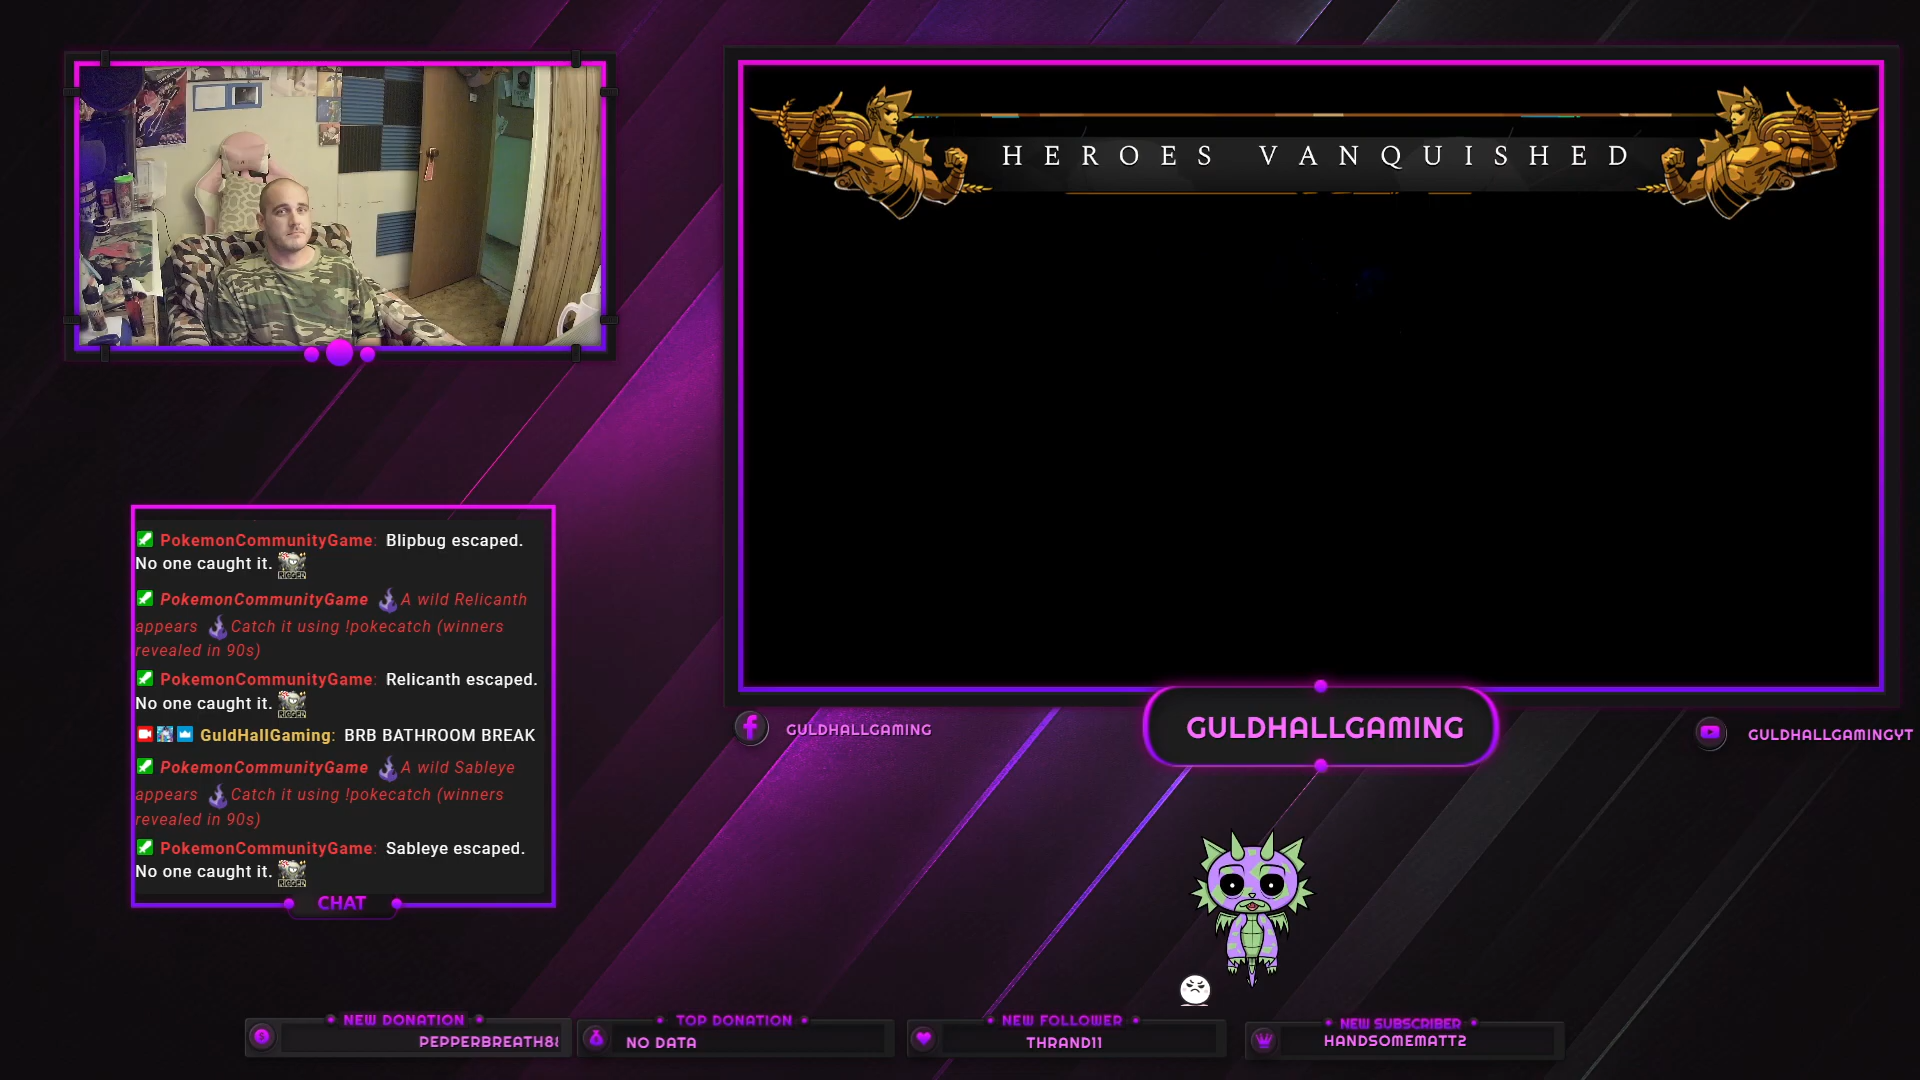 HEROES VANQUISHED
PokemonCommunityGame: Blipbug escaped.
No one caught it.
PokemonCommunityGame A wild Relicanth
appears Catch it using !pokecatch (winners
revealed in 90s)
PokemonCommunityGame: Relicanth escaped.
No one caught it.
GuldHallGaming: BRB BATHROOM BREAK
PokemonCommunityGame A wild Sableye
appears Catch it using !pokecatch (winners
revealed in 90s)
PokemonCommunityGame: Sableye escaped.
No one caught it.
CHAT
GULDHALLGAMING
GULDHALLGAMING
GULDHALLGAMINGYT
NEW DONATION
PEPPERBREATH8
TOP DONATION
NO DATA
NEW FOLLOWER
THRAND11
NEW SUBSCRIBER
HANDSOMEMATT2